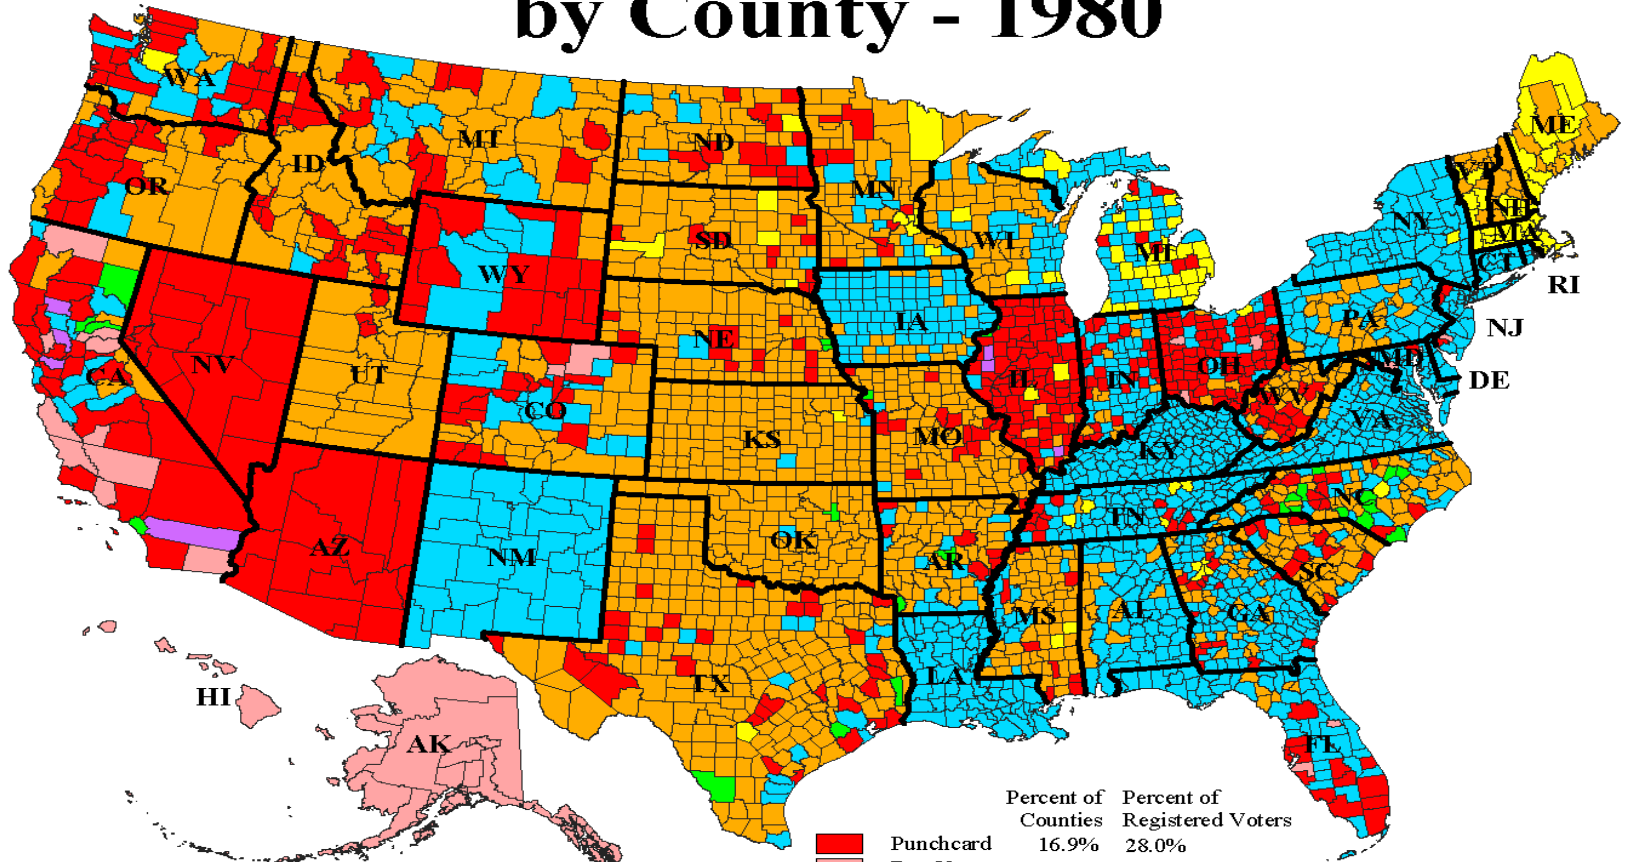 by County - 1980
WA
MT
ND
ME
VT
OR
ID
MN
NH
NY
SD
WI
MI
MA
WY
CT
RI
IA
PA
NE
NJ
NV
MD
UT
IL
IN
OH
CA
DE
CO
WV
KS
MO
VA
KY
NC
TN
AZ
NM
OK
AR
SC
MS
AL
GA
LA
TX
HI
AK
FL
Percent of Percent of
Counties Registered Voters
Punchcard 16.9% 28.0%